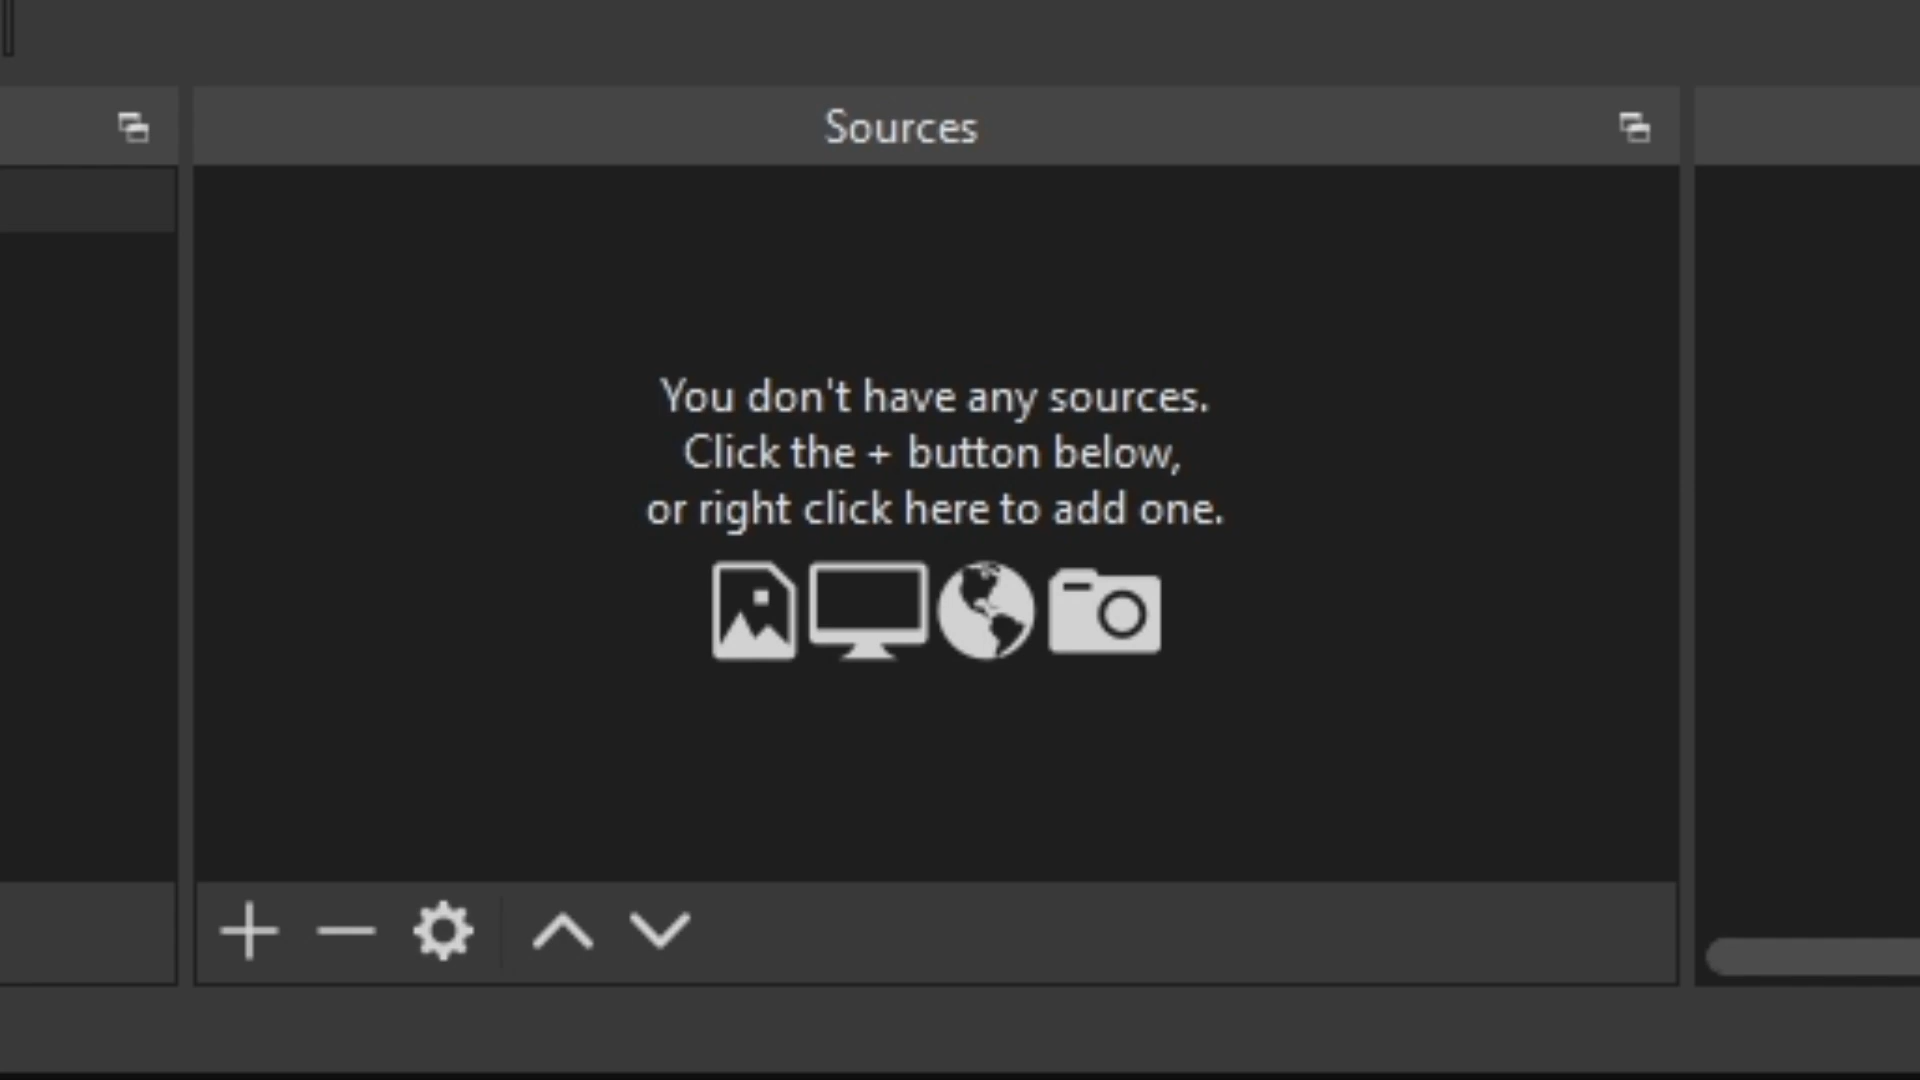 Sources
You don't have any sources.
Click the + button below,
or right click here to add one.